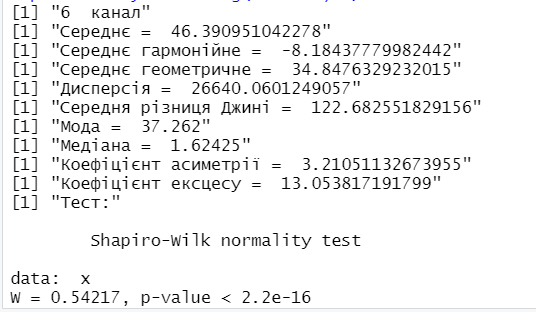 [1] "6  канал"
[1] "Середнє =  46.390951042278"
[1] "Середнє гармонійне =  -8.18437779982442"
[1] "Середнє геометричне =  34.8476329232015"
[1] "Дисперсія =  26640.0601249057"
[1] "Середня різниця Джині =  122.682551829156"
[1] "Мода =  37.262"
[1] "Медіана =  1.62425"
[1] "Коефіцієнт асиметрії =  3.21051132673955"
[1] "Коефіцієнт ексцесу =  13.053817191799"
[1] "Тест:"
Shapiro-Wilk normality test
data:  x
W = 0.54217, p-value < 2.2e-16